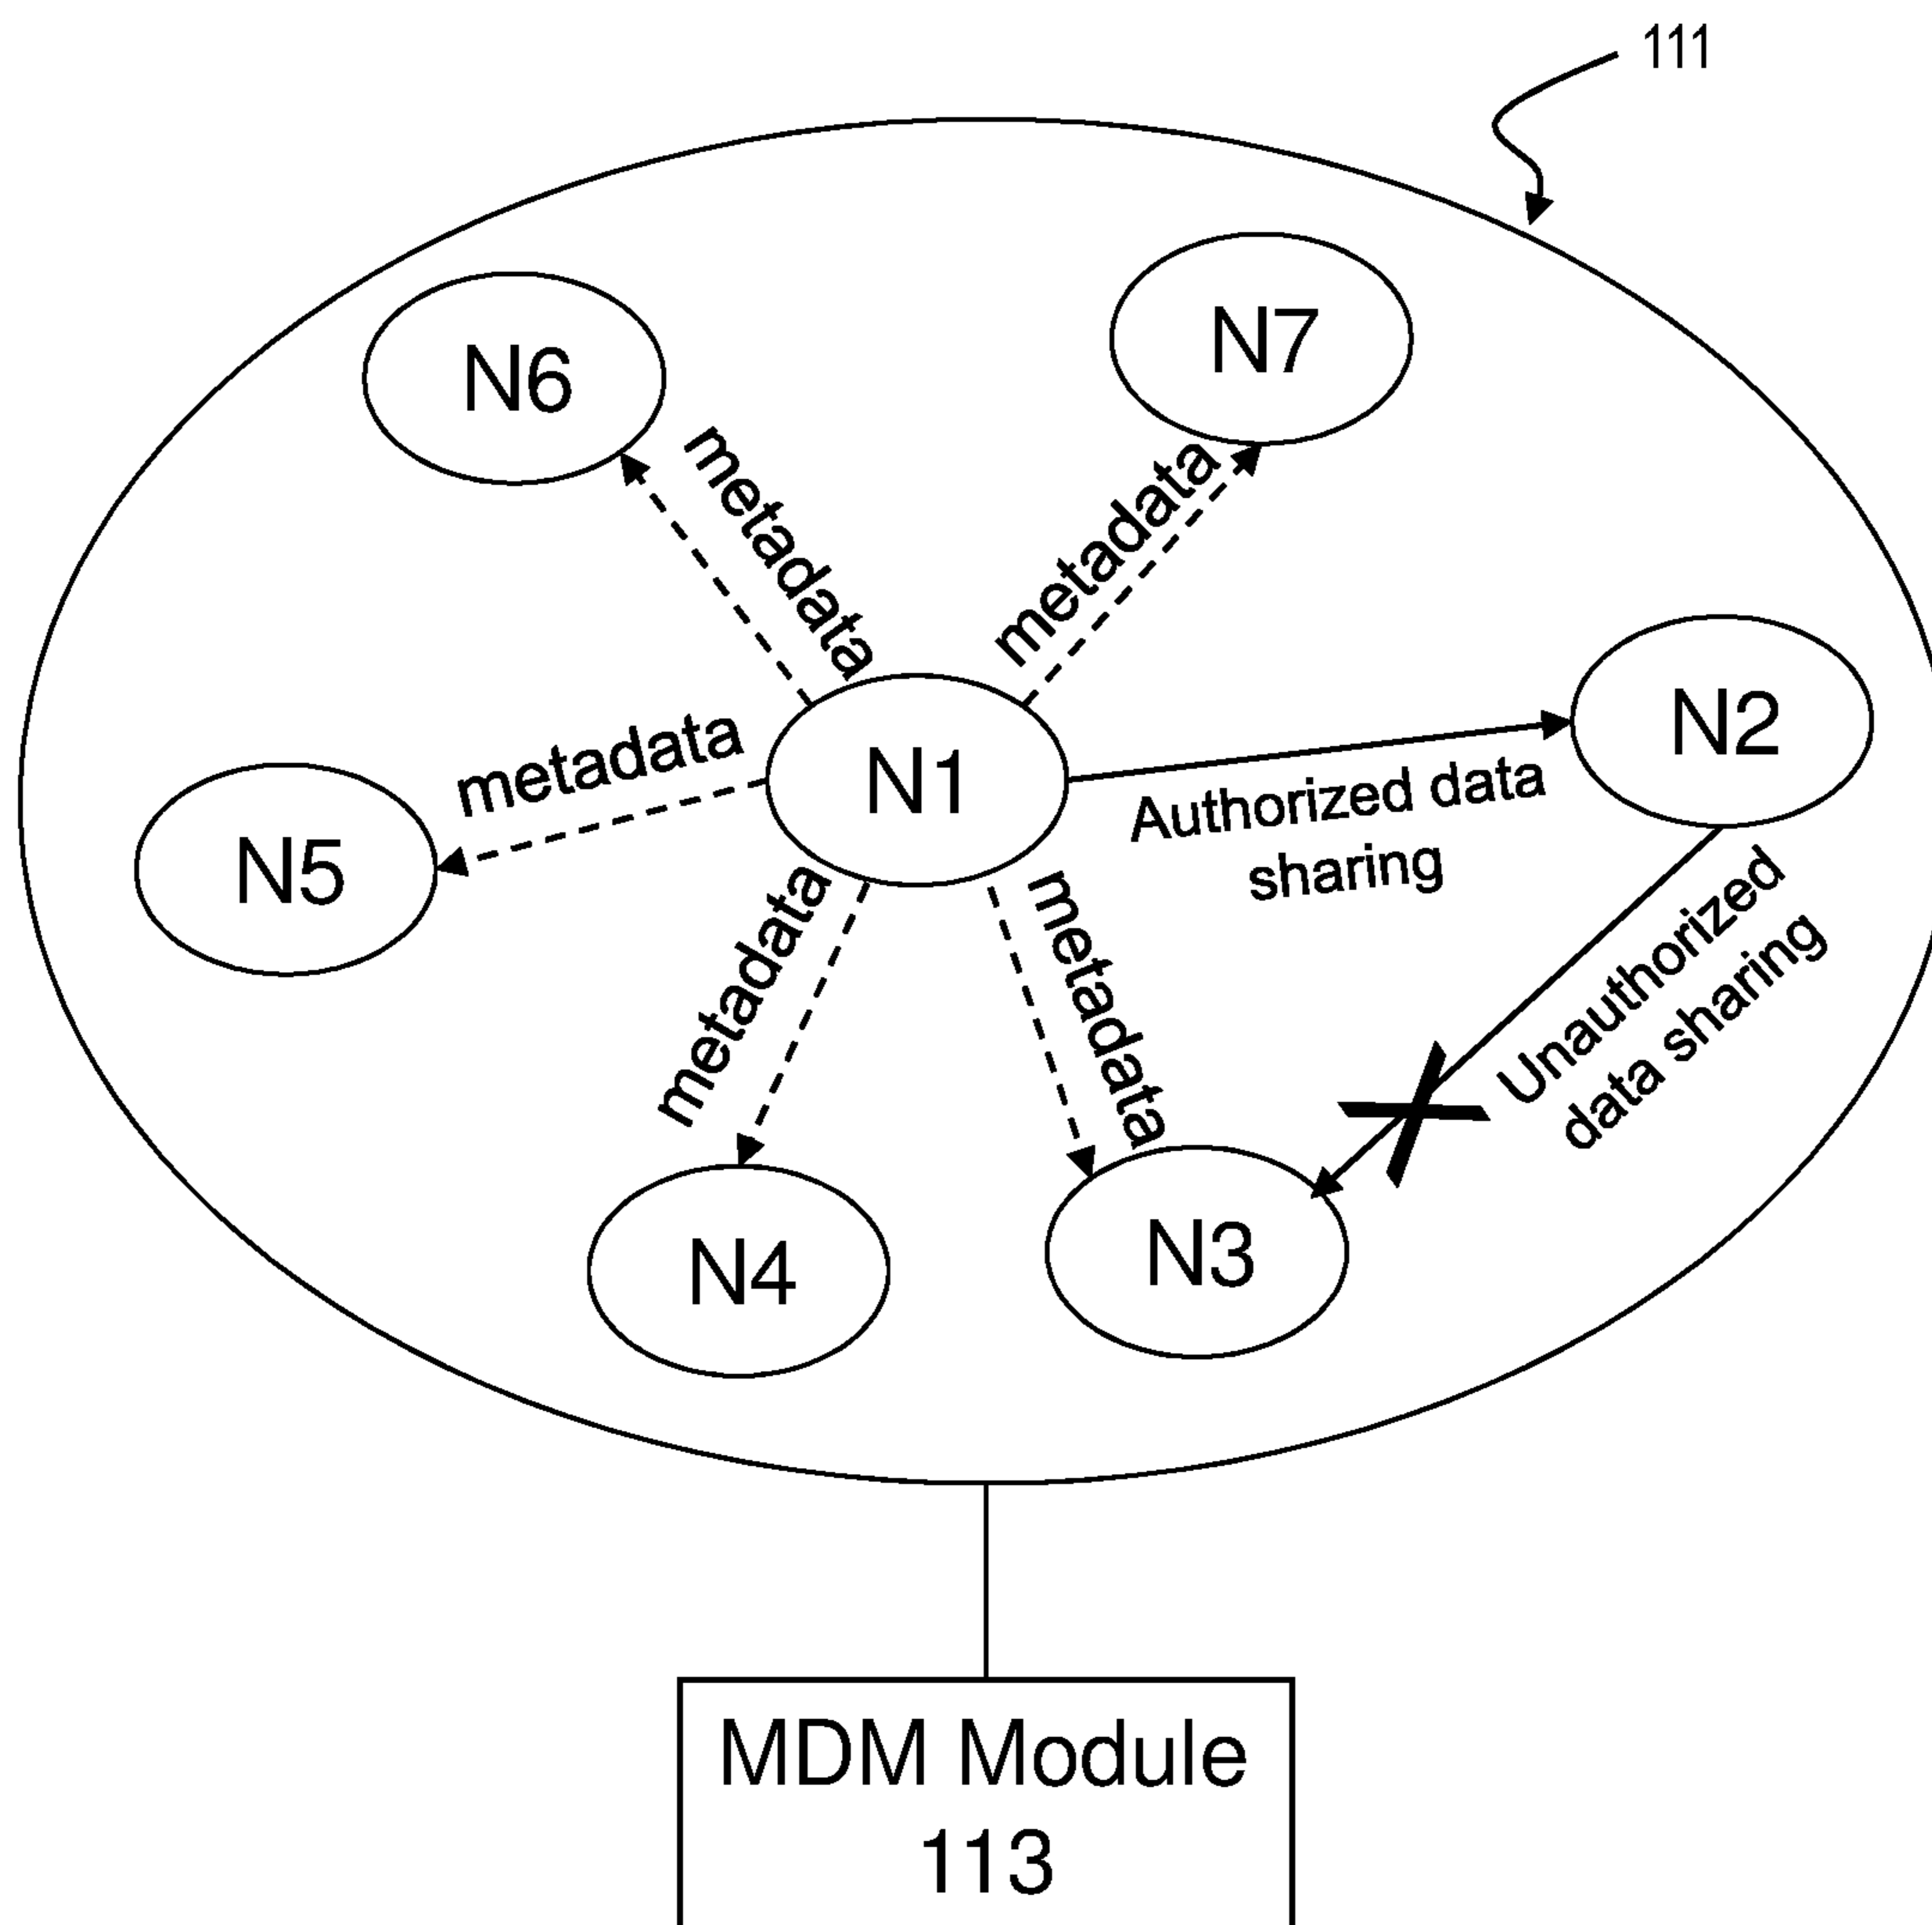 111
N7
N6
metadata
metadata
N2
metadata
N1
Authorized data
sharing
N5
metadata
metadata
Unauthorized
data sharing
N3
N4
MDM Module
113